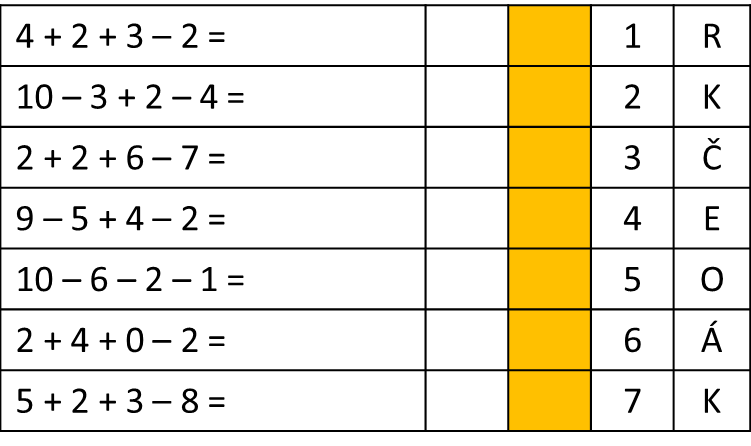 4 + 2 + 3 – 2 = 1 R
10 – 3 + 2 – 4 = 2 K
2 + 2 + 6 – 7 = 3 Č
9 – 5 + 4 – 2 = 4 E
10 – 6 – 2 – 1 = 5 O
2 + 4 + 0 – 2 = 6 Á
5 + 2 + 3 – 8 = 7 K